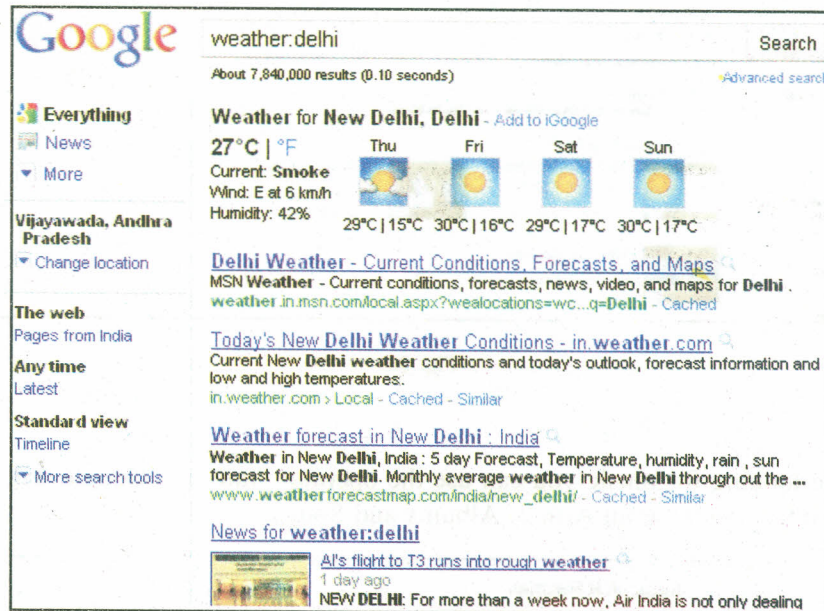 Google
weather:delhi
Search
About 7,840,000 results (0.10 seconds)
Advanced search
Everything
News
More
Vijayawada, Andhra
Pradesh
Change location
The web
Pages from India
Any time
Latest
Standard view
Timeline
More search tools
Weather for New Delhi, Delhi - Add to iGoogle
27°C | °F
Current: Smoke
Wind: E at 6 km/h
Humidity: 42%
Thu Fri Sat Sun
29°C | 15°C 30°C | 16°C 29°C | 17°C 30°C | 17°C
Delhi Weather - Current Conditions, Forecasts, and Maps
MSN Weather - Current conditions, forecasts, news, video, and maps for Delhi .
weather.in.msn.com/local.aspx?wealocations=wc...q=Delhi - Cached
Today's New Delhi Weather Conditions - in.weather.com
Current New Delhi weather conditions and today's outlook, forecast information and
low and high temperatures.
in.weather.com › Local - Cached - Similar
Weather forecast in New Delhi : India
Weather in New Delhi, India : 5 day Forecast, Temperature, humidity, rain , sun
forecast for New Delhi. Monthly average weather in New Delhi through out the ...
www.weatherforecastmap.com/india/new_delhi/ - Cached - Similar
News for weather:delhi
AI's flight to T3 runs into rough weather
1 day ago
NEW DELHI: For more than a week now, Air India is not only dealing